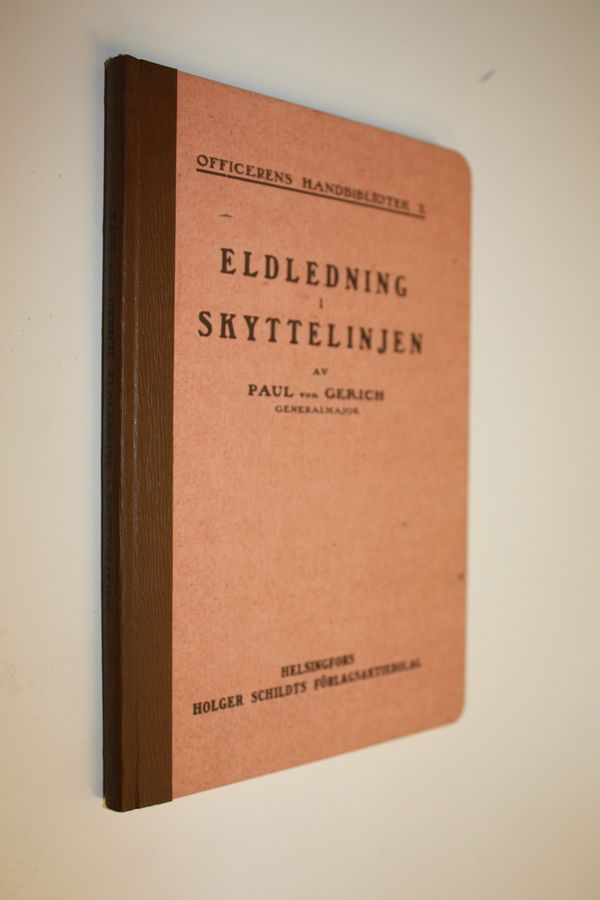 OFFICERENS HANDBIBLIOTEK
ELDLEDNING
I
SKYTTELINJEN
AV
PAUL von GERICH
GENERALMAJOR
HELSINGFORS
HOLGER SCHILDTS FÖRLAGSAKTIEBOLAG